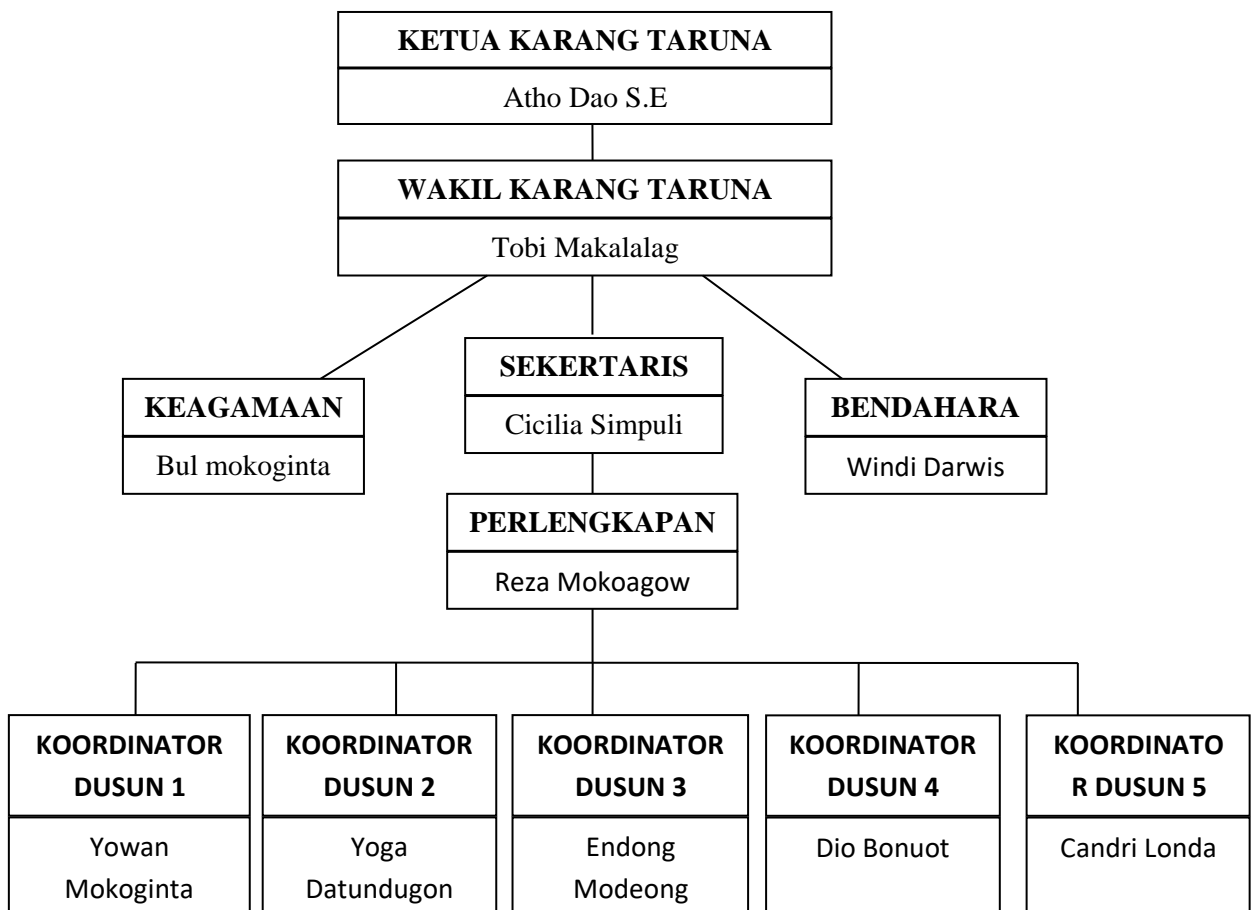 KETUA KARANG TARUNA
Atho Dao S.E
WAKIL KARANG TARUNA
Tobi Makalalag
KEAGAMAAN
Bul mokoginta
SEKERTARIS
Cicilia Simpuli
BENDAHARA
Windi Darwis
PERLENGKAPAN
Reza Mokoagow
KOORDINATOR
DUSUN 1
Yowan
Mokoginta
KOORDINATOR
DUSUN 2
Yoga
Datundugon
KOORDINATOR
DUSUN 3
Endong
Modeong
KOORDINATOR
DUSUN 4
Dio Bonuot
KOORDINATO
R DUSUN 5
Candri Londa